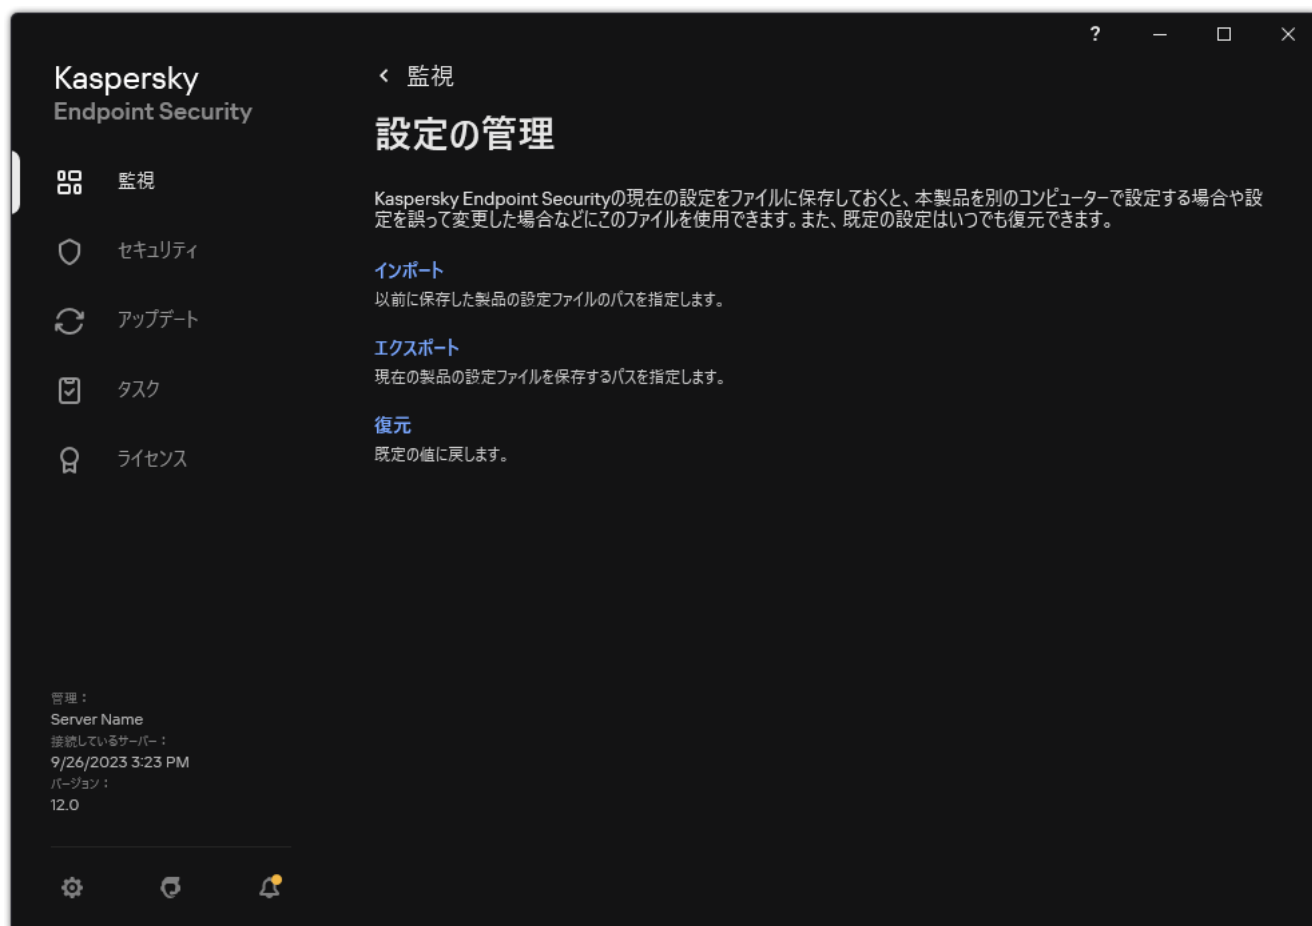 ?
Kaspersky
Endpoint Security
監視
セキュリティ
アップデート
タスク
ライセンス
管理：
Server Name
接続しているサーバー：
9/26/2023 3:23 PM
バージョン：
12.0
監視
設定の管理
Kaspersky Endpoint Securityの現在の設定をファイルに保存しておくと、本製品を別のコンピューターで設定する場合や設
定を誤って変更した場合などにこのファイルを使用できます。また、既定の設定はいつでも復元できます。
インポート
以前に保存した製品の設定ファイルのパスを指定します。
エクスポート
現在の製品の設定ファイルを保存するパスを指定します。
復元
既定の値に戻します。